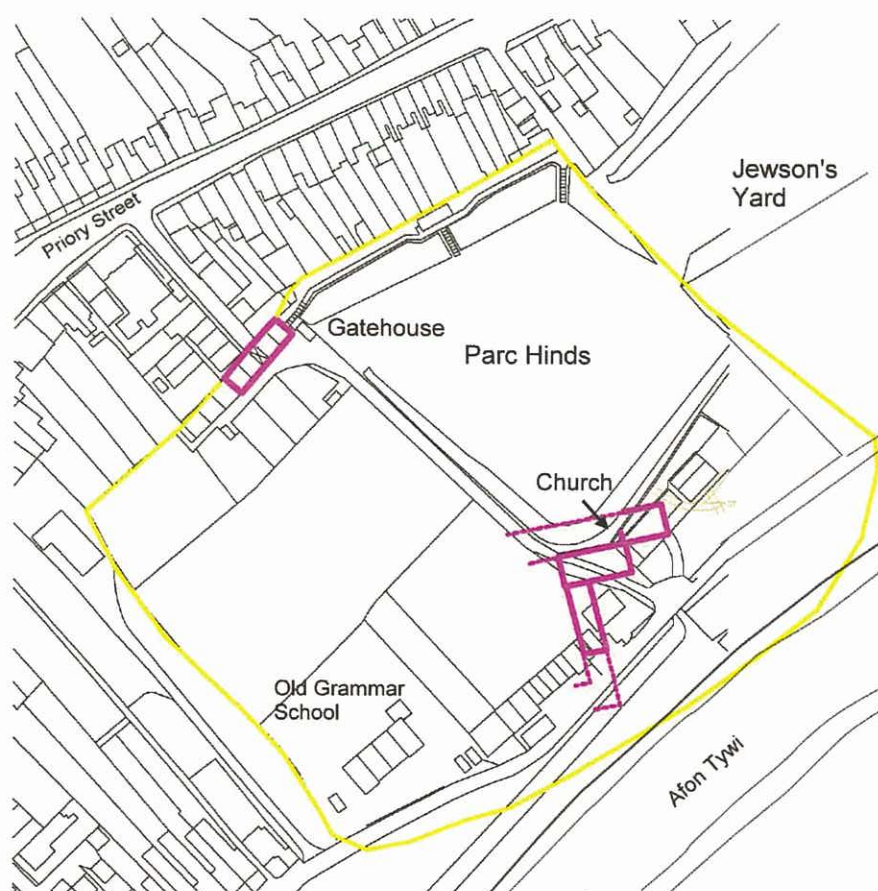 Jewson's
Yard
Priory Street
Gatehouse
Parc Hinds
Church
Old Grammar
School
Afon Tywi